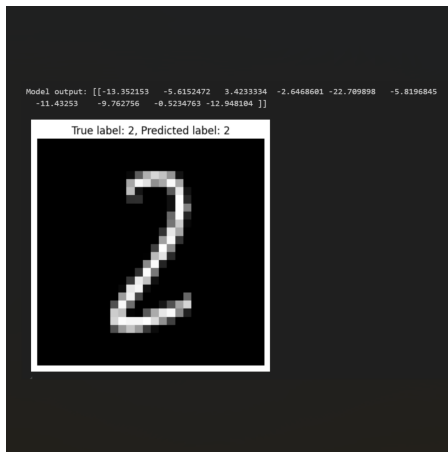 Model output: [[-13.352153 -5.6152472 3.4233334 -2.6468601 -22.709898 -5.8196845
-11.43253 -9.762756 -0.5234763 -12.948104 ]]
True label: 2, Predicted label: 2
2